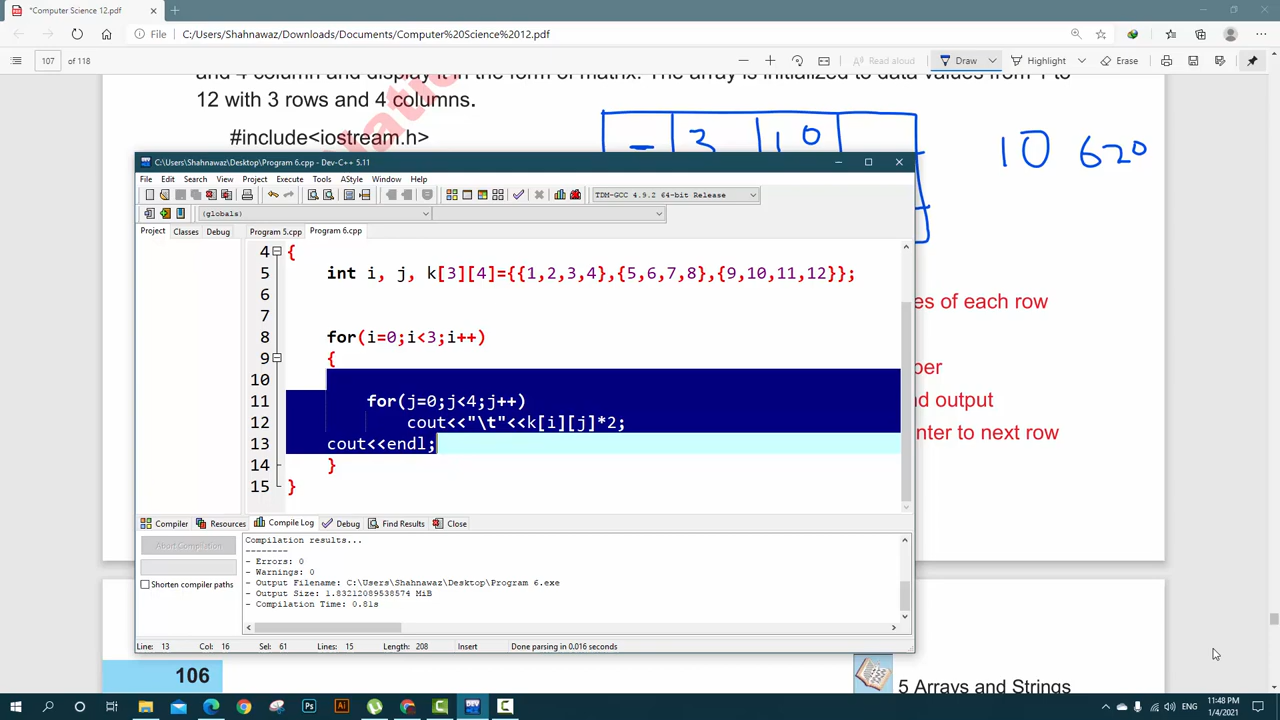 *Computer Science 12.pdf
File
C:/Users/Shahnawaz/Downloads/Documents/Computer%20Science%2012.pdf
107 of 118
Read aloud
Draw
Highlight
Erase
and 4 column and display it in the form of matrix. The array is initialized to data values from 1 to
12 with 3 rows and 4 columns.
#include<iostream.h>
3 10
10 620
C:\Users\Shahnawaz\Desktop\Program 6.cpp - Dev-C++ 5.11
File Edit Search View Project Execute Tools AStyle Window Help
TDM-GCC 4.9.2 64-bit Release
(globals)
Project Classes Debug
Program 5.cpp Program 6.cpp
4 {
5 int i, j, k[3][4]={{1,2,3,4},{5,6,7,8},{9,10,11,12}};
6
7
8 for(i=0;i<3;i++)
9 {
10
11 for(j=0;j<4;j++)
12 cout<<"\t"<<k[i][j]*2;
13 cout<<endl;
14 }
15 }
es of each row
per
nd output
nter to next row
Compiler Resources Compile Log Debug Find Results Close
Abort Compilation
Shorten compiler paths
Compilation results...
--------
- Errors: 0
- Warnings: 0
- Output Filename: C:\Users\Shahnawaz\Desktop\Program 6.exe
- Output Size: 1.83212089538574 MiB
- Compilation Time: 0.81s
Line: 13 Col: 16 Sel: 61 Lines: 15 Length: 208 Insert Done parsing in 0.016 seconds
106
5 Arrays and Strings
ENG
11:48 PM
1/4/2021